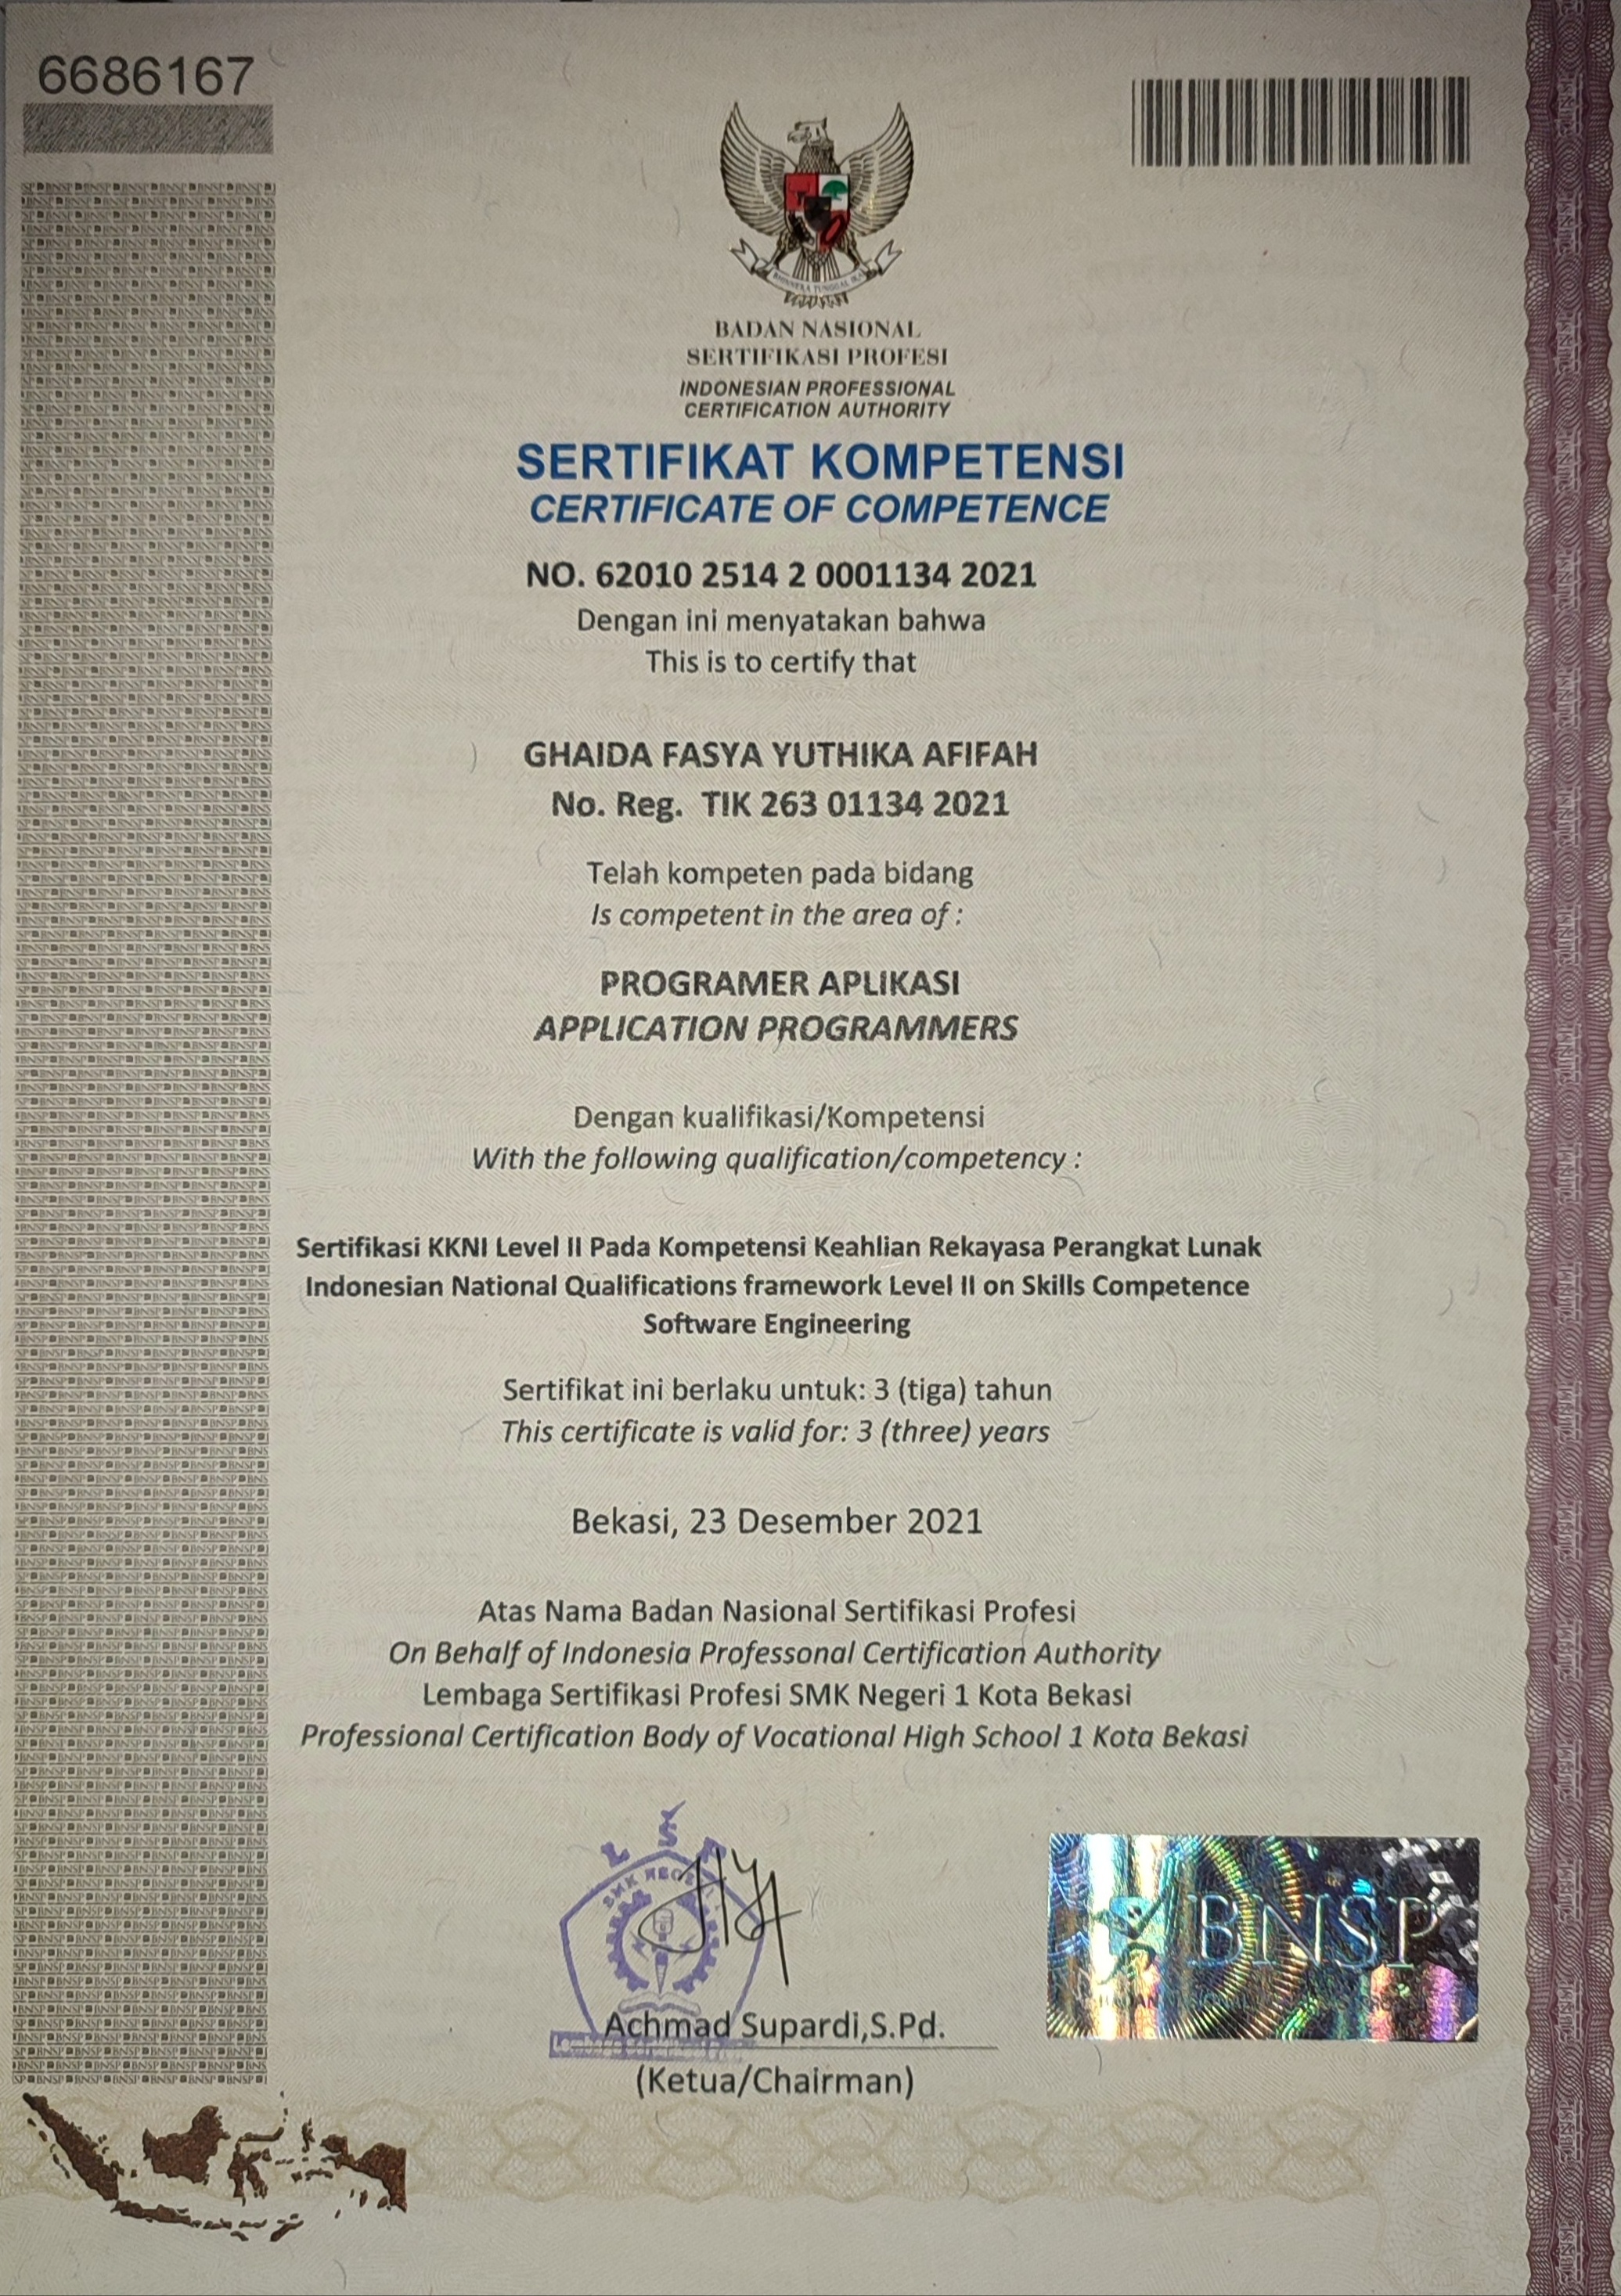 6686167
BHINNEKA TUNGGAL IKA
BADAN NASIONAL
SERTIFIKASI PROFESI
INDONESIAN PROFESSIONAL
CERTIFICATION AUTHORITY
SERTIFIKAT KOMPETENSI
CERTIFICATE OF COMPETENCE
NO. 62010 2514 2 0001134 2021
Dengan ini menyatakan bahwa
This is to certify that
GHAIDA FASYA YUTHIKA AFIFAH
No. Reg. TIK 263 01134 2021
Telah kompeten pada bidang
Is competent in the area of :
PROGRAMER APLIKASI
APPLICATION PROGRAMMERS
Dengan kualifikasi/Kompetensi
With the following qualification/competency :
Sertifikasi KKNI Level II Pada Kompetensi Keahlian Rekayasa Perangkat Lunak
Indonesian National Qualifications framework Level II on Skills Competence
Software Engineering
Sertifikat ini berlaku untuk: 3 (tiga) tahun
This certificate is valid for: 3 (three) years
Bekasi, 23 Desember 2021
Atas Nama Badan Nasional Sertifikasi Profesi
On Behalf of Indonesia Professonal Certification Authority
Lembaga Sertifikasi Profesi SMK Negeri 1 Kota Bekasi
Professional Certification Body of Vocational High School 1 Kota Bekasi
L S P
SMK NEGERI 1
BNSP
Achmad Supardi,S.Pd.
(Ketua/Chairman)